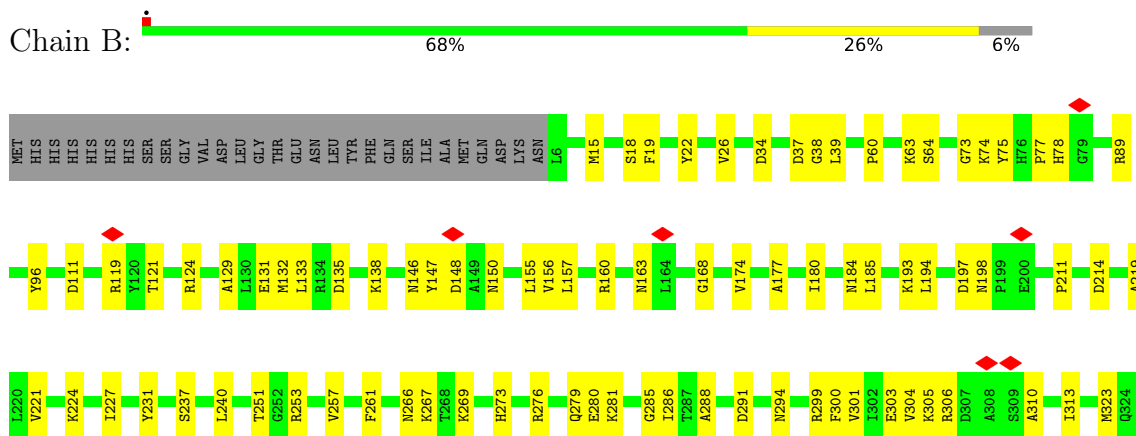 Chain B:
68% 26% 6%
MET HIS HIS HIS HIS HIS HIS SER SER GLY VAL ASP LEU GLY THR GLU ASN LEU TYR PHE GLN SER ILE ALA MET GLN ASP LYS ASN L6 M15 S18 F19 Y22 V26 D34 D37 G38 L39 P60 K63 S64 G73 K74 Y75 H76 P77 H78 G79 R89
Y96 D111 R119 Y120 T121 R124 A129 L130 E131 M132 L133 R134 D135 K138 N146 Y147 D148 A149 N150 L155 V156 L157 R160 N163 L164 G168 V174 A177 I180 N184 L185 K193 L194 D197 N198 P199 E200 P211 D214 A219
L220 V221 K224 I227 Y231 S237 L240 T251 G252 R253 V257 F261 N266 K267 T268 K269 H273 R276 Q279 E280 K281 G285 I286 T287 A288 D291 N294 R299 F300 V301 I302 E303 V304 K305 R306 D307 A308 S309 A310 I313 M323 Q324